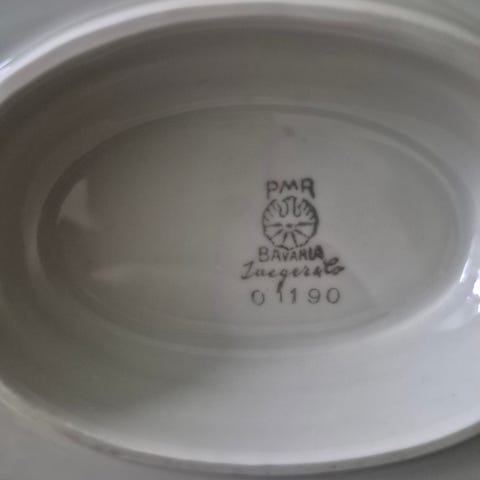 PMR
BAVARIA
Jaeger & Co
01190